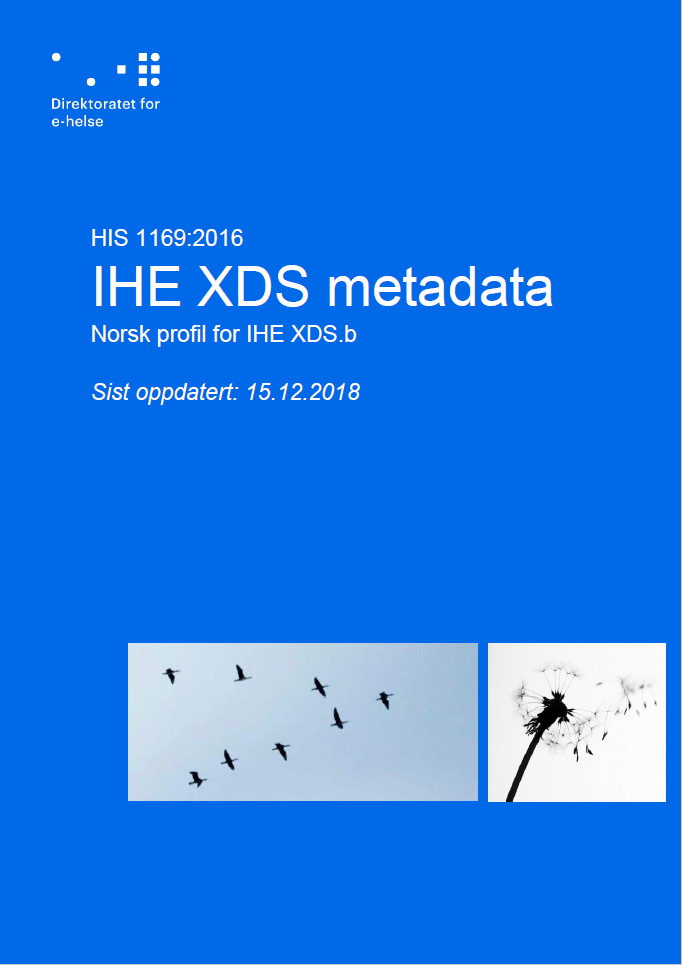 Direktoratet for
e-helse
HIS 1169:2016
IHE XDS metadata
Norsk profil for IHE XDS.b
Sist oppdatert: 15.12.2018